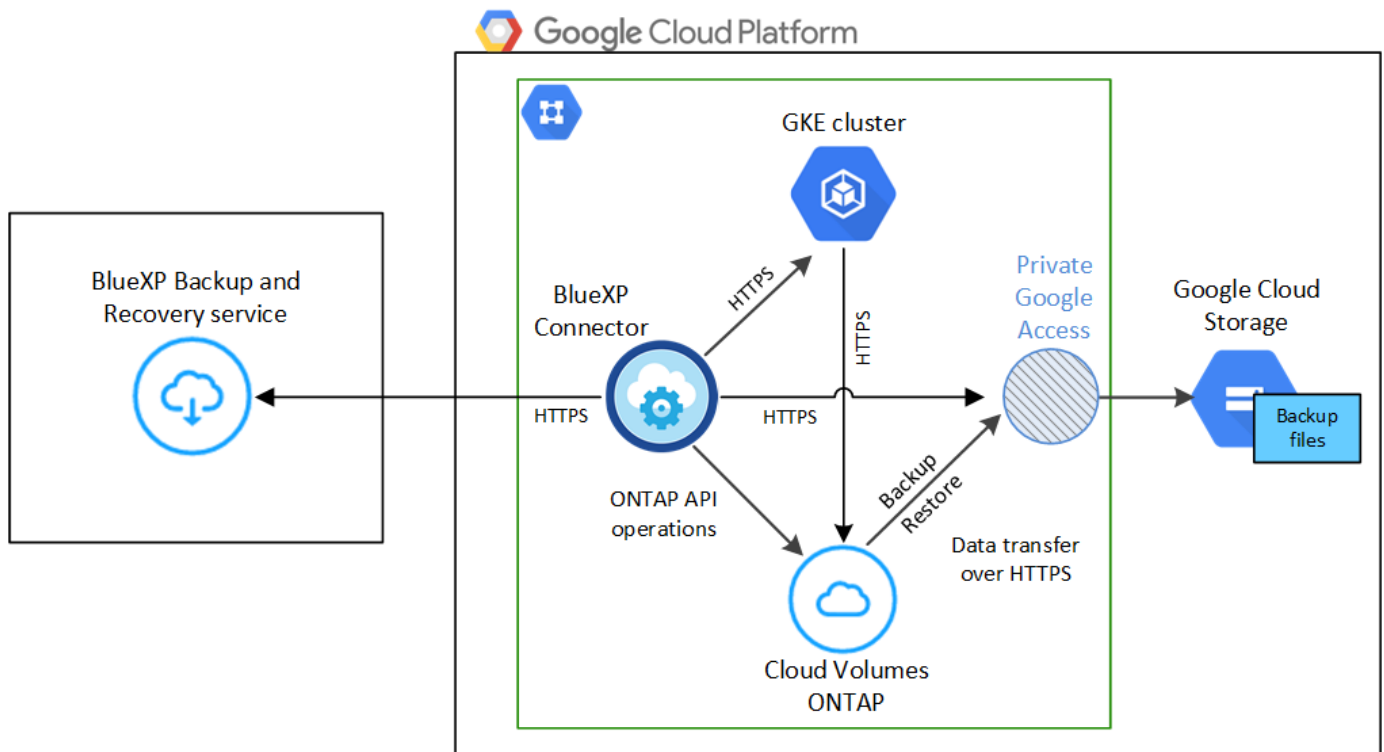 Google Cloud Platform
GKE cluster
BlueXP Backup and
Recovery service
BlueXP
Connector
HTTPS
HTTPS
Private
Google
Access
Google Cloud
Storage
HTTPS
HTTPS
Backup
files
ONTAP API
operations
Backup
Restore
Data transfer
over HTTPS
Cloud Volumes
ONTAP